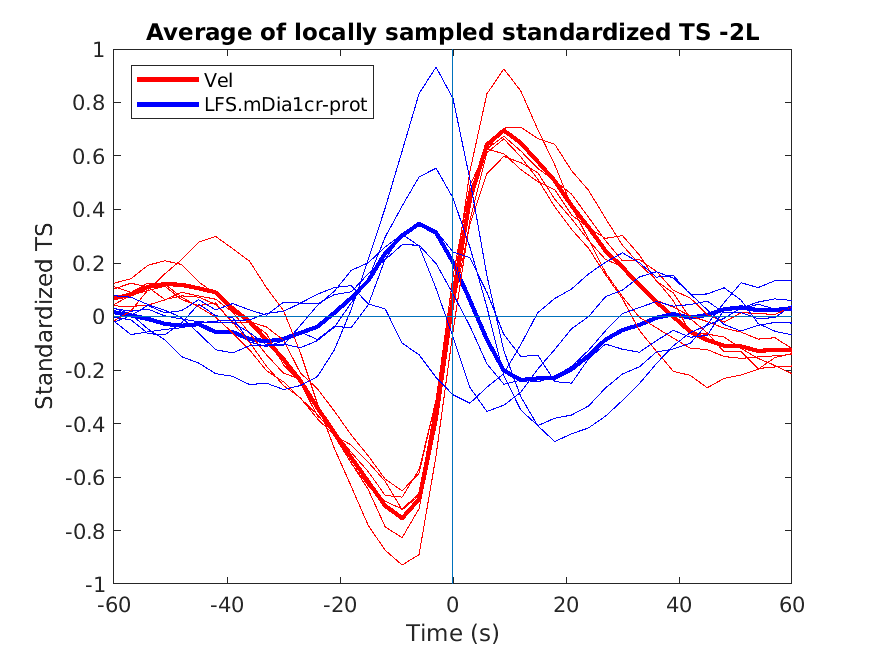 Average of locally sampled standardized TS -2L
Vel
LFS.mDia1cr-prot
1
0.8
0.6
0.4
0.2
0
-0.2
-0.4
-0.6
-0.8
-1
Standardized TS
-60 -40 -20 0 20 40 60
Time (s)